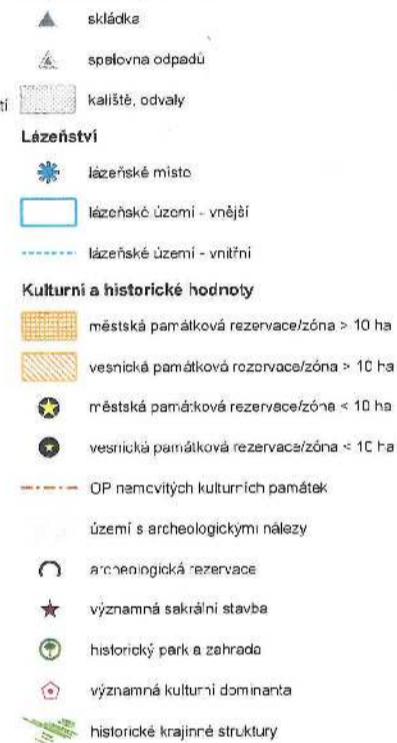 skládka
spalovna odpadů
tí
kaliště, odvaly
Lázeňství
lázeňské místo
lázeňské území - vnější
lázeňské území - vnitřní
Kulturní a historické hodnoty
městská památková rezervace/zóna > 10 ha
vesnická památková rezervace/zóna > 10 ha
městská památková rezervace/zóna < 10 ha
vesnická památková rezervace/zóna < 10 ha
OP nemovitých kulturních památek
území s archeologickými nálezy
archeologická rezervace
významná sakrální stavba
historický park a zahrada
významná kulturní dominanta
historické krajinné struktury